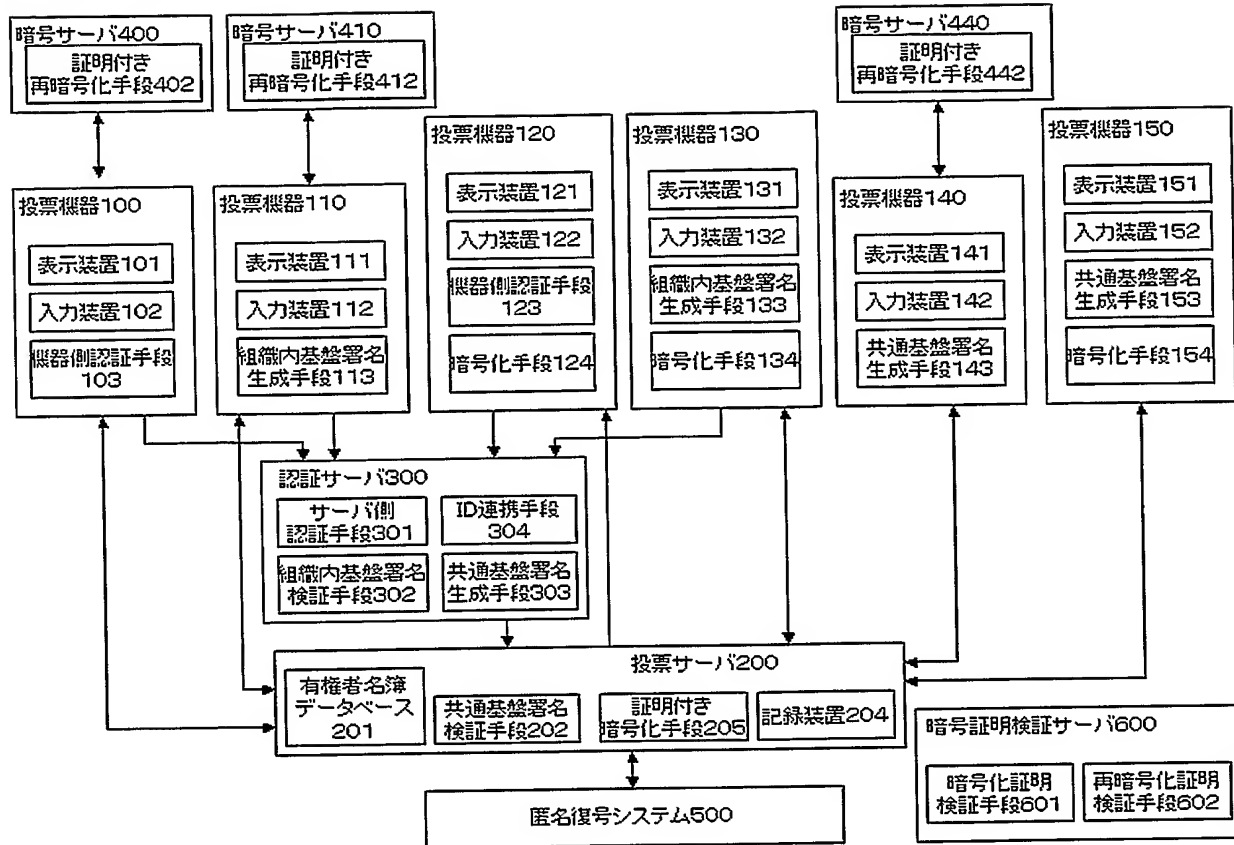 暗号サーバ400
証明付き
再暗号化手段402
暗号サーバ410
証明付き
再暗号化手段412
暗号サーバ440
証明付き
再暗号化手段442
投票機器100
表示装置101
入力装置102
機器側認証手段
103
投票機器110
表示装置111
入力装置112
組織内基盤署名
生成手段113
投票機器120
表示装置121
入力装置122
機器側認証手段
123
暗号化手段124
投票機器130
表示装置131
入力装置132
組織内基盤署名
生成手段133
暗号化手段134
投票機器140
表示装置141
入力装置142
共通基盤署名
生成手段143
投票機器150
表示装置151
入力装置152
共通基盤署名
生成手段153
暗号化手段154
認証サーバ300
サーバ側
認証手段301
ID連携手段
304
組織内基盤署名
検証手段302
共通基盤署名
生成手段303
投票サーバ200
有権者名簿
データベース
201
共通基盤署名
検証手段202
証明付き
暗号化手段205
記録装置204
匿名復号システム500
暗号証明検証サーバ600
暗号化証明
検証手段601
再暗号化証明
検証手段602